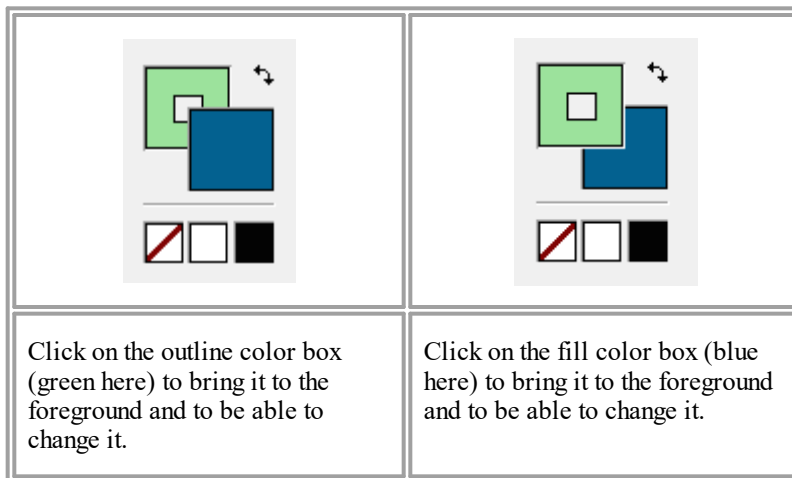 Click on the outline color box
(green here) to bring it to the
foreground and to be able to
change it.
Click on the fill color box (blue
here) to bring it to the foreground
and to be able to change it.